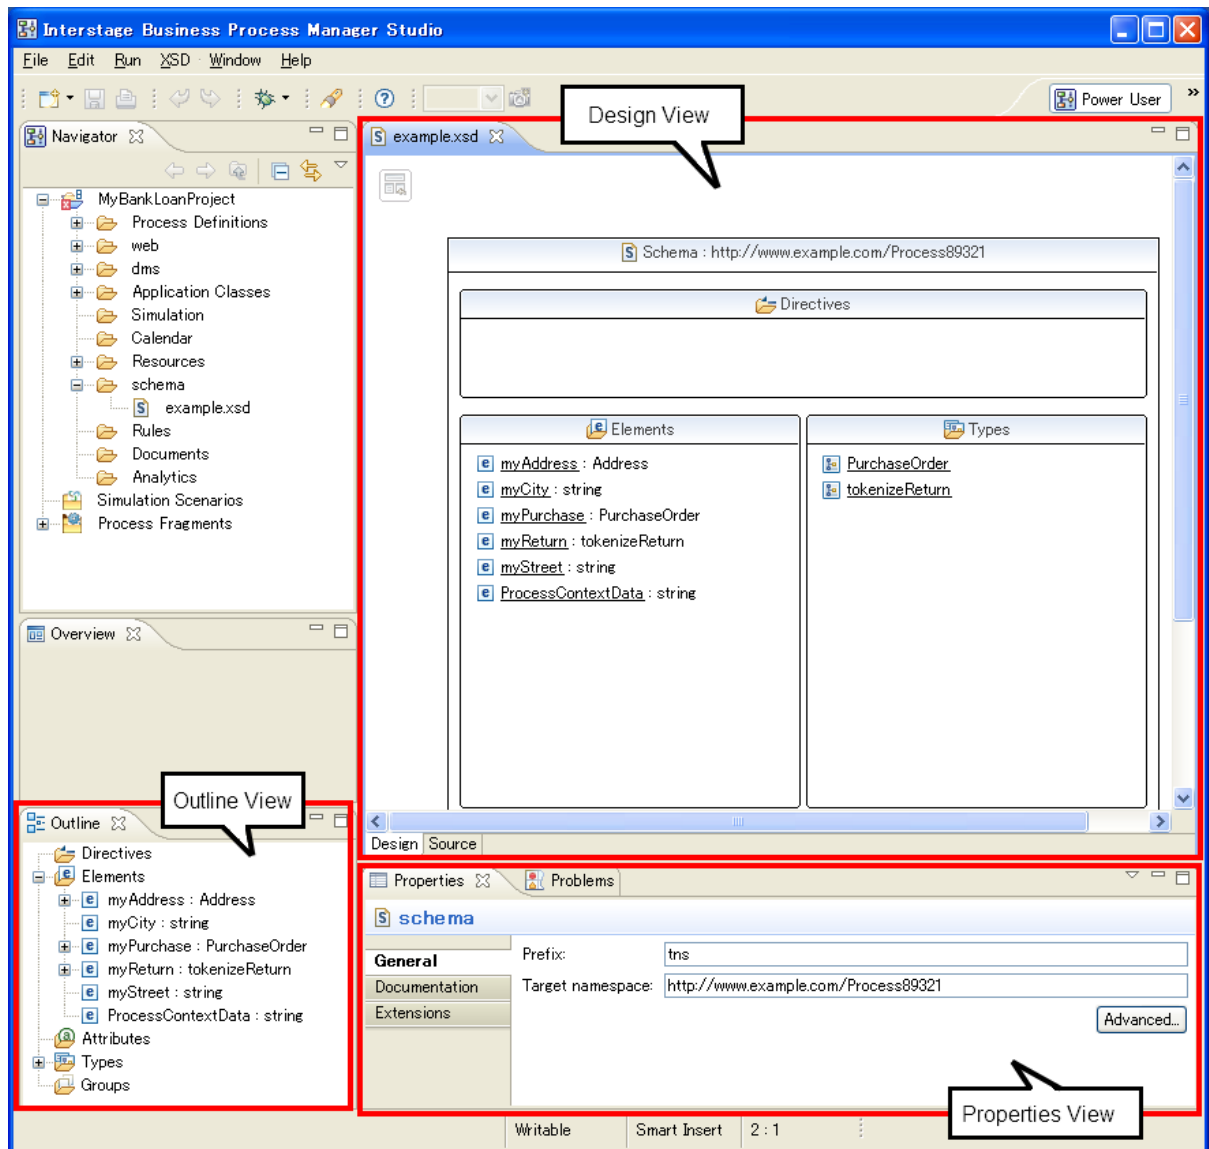 Interstage Business Process Manager Studio
File Edit Run XSD Window Help
Power User
Design View
Navigator
MyBankLoanProject
Process Definitions
web
dms
Application Classes
Simulation
Calendar
Resources
schema
example.xsd
Rules
Documents
Analytics
Simulation Scenarios
Process Fragments
Overview
Outline View
Outline
Directives
Elements
myAddress : Address
myCity : string
myPurchase : PurchaseOrder
myReturn : tokenizeReturn
myStreet : string
ProcessContextData : string
Attributes
Types
Groups
example.xsd
Schema : http://www.example.com/Process89321
Directives
Elements
myAddress : Address
myCity : string
myPurchase : PurchaseOrder
myReturn : tokenizeReturn
myStreet : string
ProcessContextData : string
Types
PurchaseOrder
tokenizeReturn
Design Source
Properties Problems
schema
General
Documentation
Extensions
Prefix: tns
Target namespace: http://www.example.com/Process89321
Advanced...
Properties View
Writable Smart Insert 2 : 1